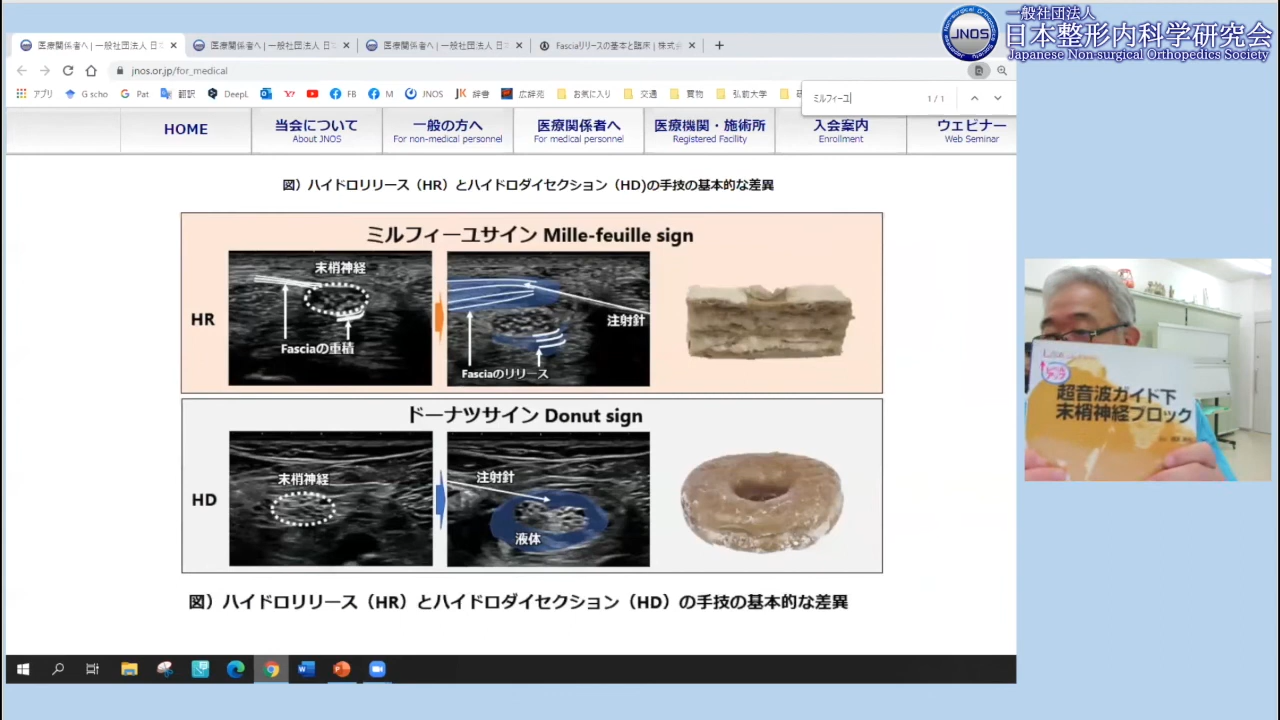 一般社団法人
日本整形内科学研究会
Japanese Non-surgical Orthopedics Society
JNOS
医療関係者へ | 一般社団法人 日本
医療関係者へ | 一般社団法人 日本
医療関係者へ | 一般社団法人 日本
Fasciaリリースの基本と臨床 | 株式会
jnos.or.jp/for_medical
アプリ
G scho
Pat
翻訳
DeepL
FB
M
JNOS
辞書
広辞苑
お気に入り
交通
買物
弘前大学
ミルフィーユ
1 / 1
HOME
当会について
About JNOS
一般の方へ
For non-medical personnel
医療関係者へ
For medical personnel
医療機関・施術所
Registered Facility
入会案内
Enrollment
ウェビナー
Web Seminar
図）ハイドロリリース（HR）とハイドロダイセクション（HD)の手技の基本的な差異
ミルフィーユサイン Mille-feuille sign
HR
末梢神経
Fasciaの重積
注射針
Fasciaのリリース
ドーナツサイン Donut sign
HD
末梢神経
注射針
液体
図）ハイドロリリース（HR）とハイドロダイセクション（HD）の手技の基本的な差異
超音波ガイド下
末梢神経ブロック